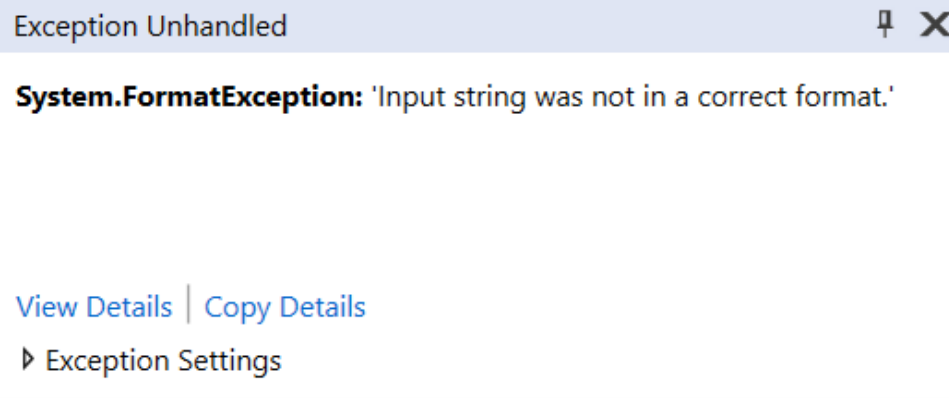 Exception Unhandled
System.FormatException: 'Input string was not in a correct format.'
View Details | Copy Details
Exception Settings